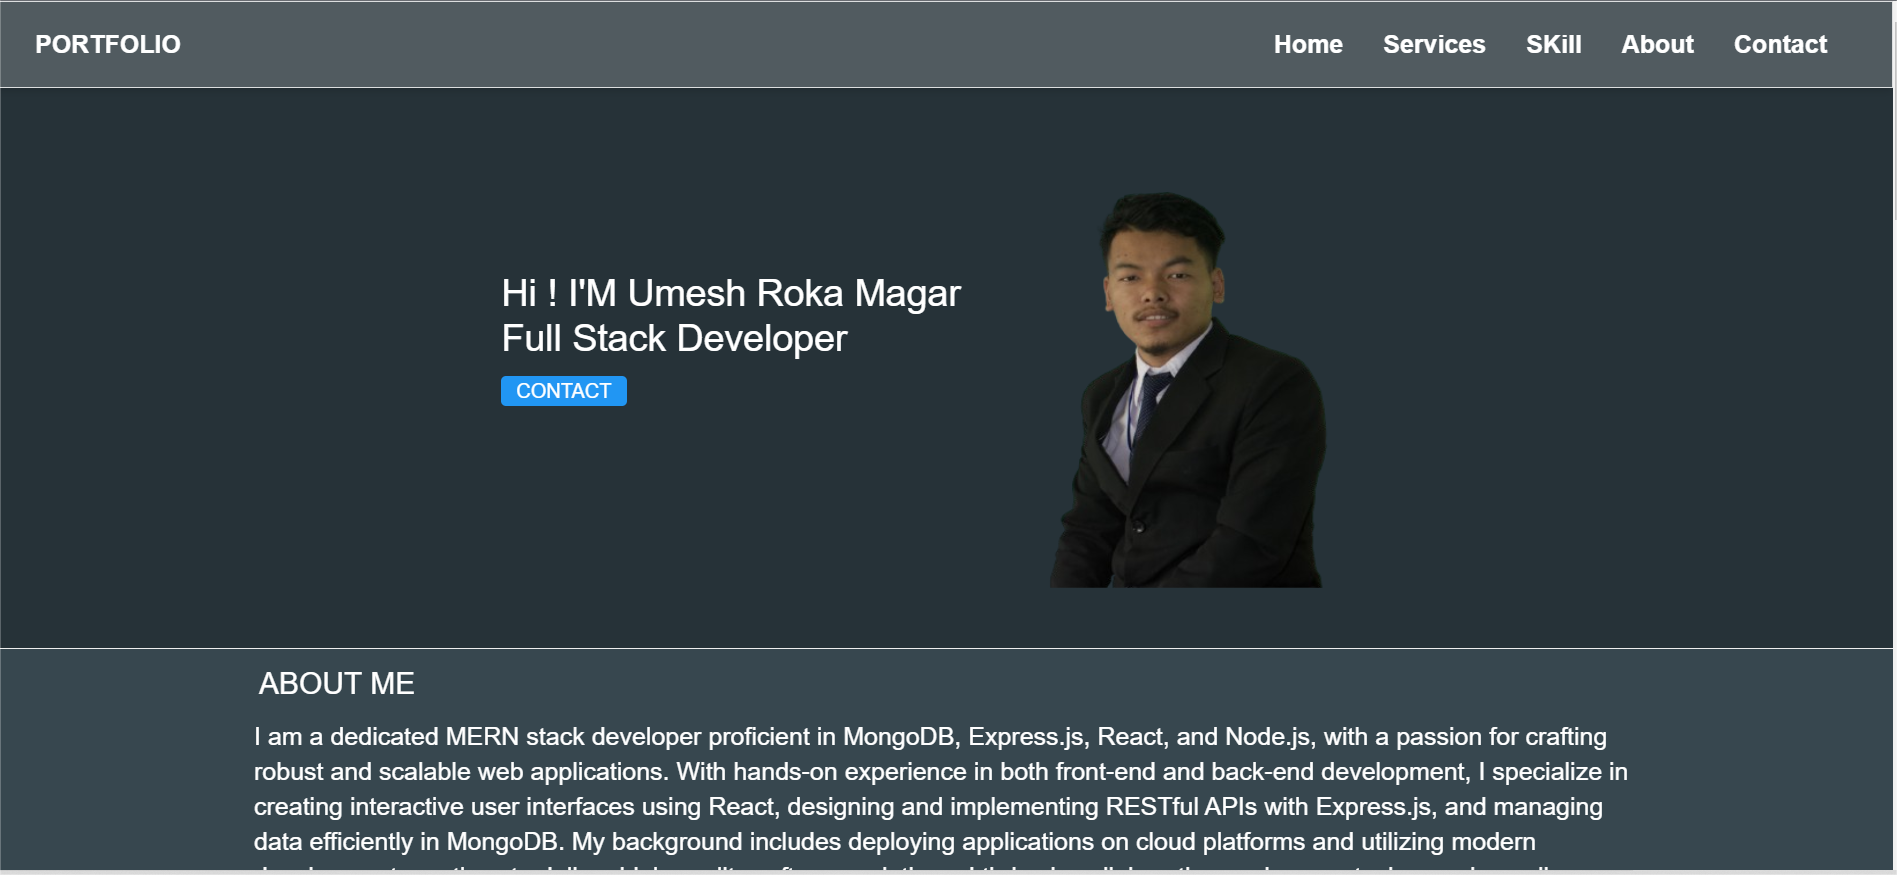 PORTFOLIO
Home Services SKill About Contact
Hi ! I'M Umesh Roka Magar
Full Stack Developer
CONTACT
ABOUT ME
I am a dedicated MERN stack developer proficient in MongoDB, Express.js, React, and Node.js, with a passion for crafting
robust and scalable web applications. With hands-on experience in both front-end and back-end development, I specialize in
creating interactive user interfaces using React, designing and implementing RESTful APIs with Express.js, and managing
data efficiently in MongoDB. My background includes deploying applications on cloud platforms and utilizing modern